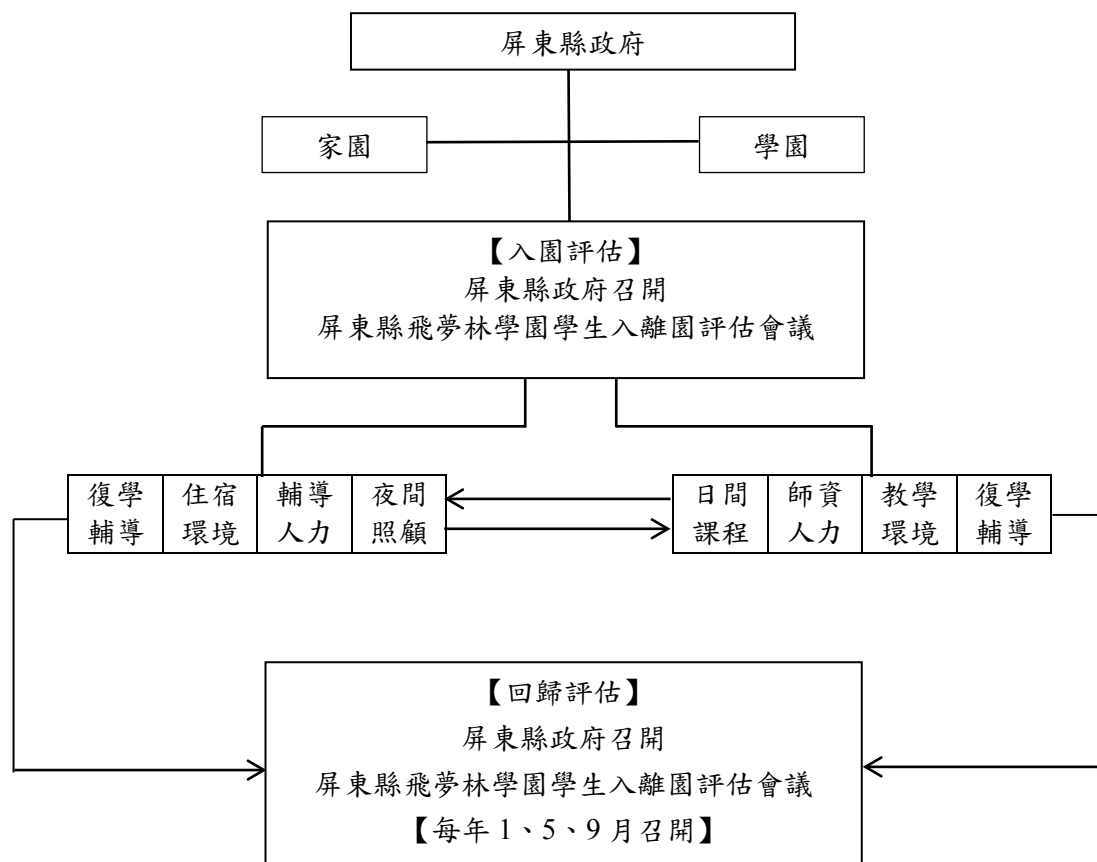 屏東縣政府
家園
學園
【入園評估】
屏東縣政府召開
屏東縣飛夢林學園學生入離園評估會議
復學
輔導
住宿
環境
輔導
人力
夜間
照顧
日間
課程
師資
人力
教學
環境
復學
輔導
【回歸評估】
屏東縣政府召開
屏東縣飛夢林學園學生入離園評估會議
【每年 1、5、9 月召開】